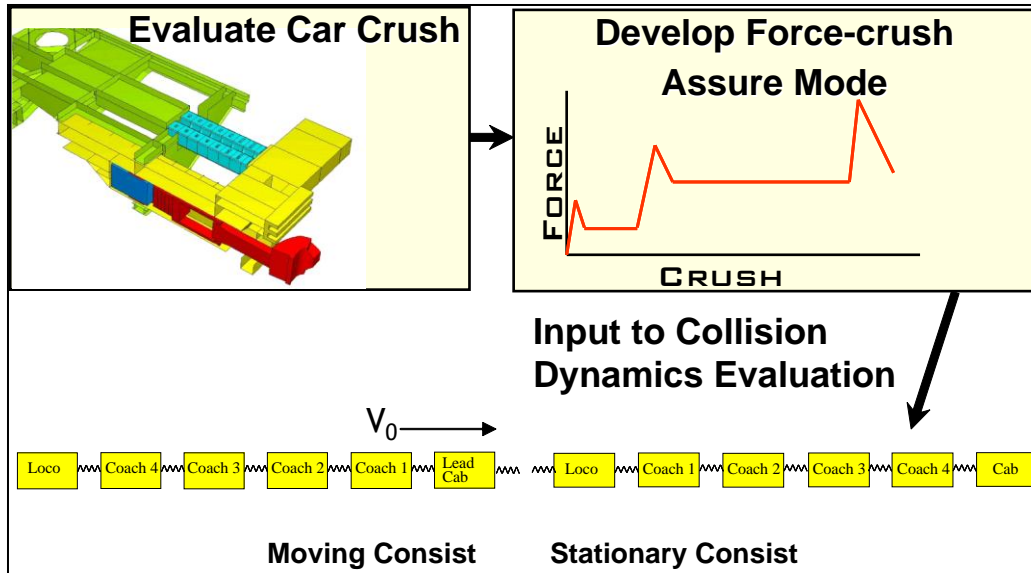 Evaluate Car Crush
Develop Force-crush
Assure Mode
FORCE
CRUSH
Input to Collision
Dynamics Evaluation
V0
Loco
Coach 4
Coach 3
Coach 2
Coach 1
Lead
Cab
Loco
Coach 1
Coach 2
Coach 3
Coach 4
Cab
Moving Consist
Stationary Consist